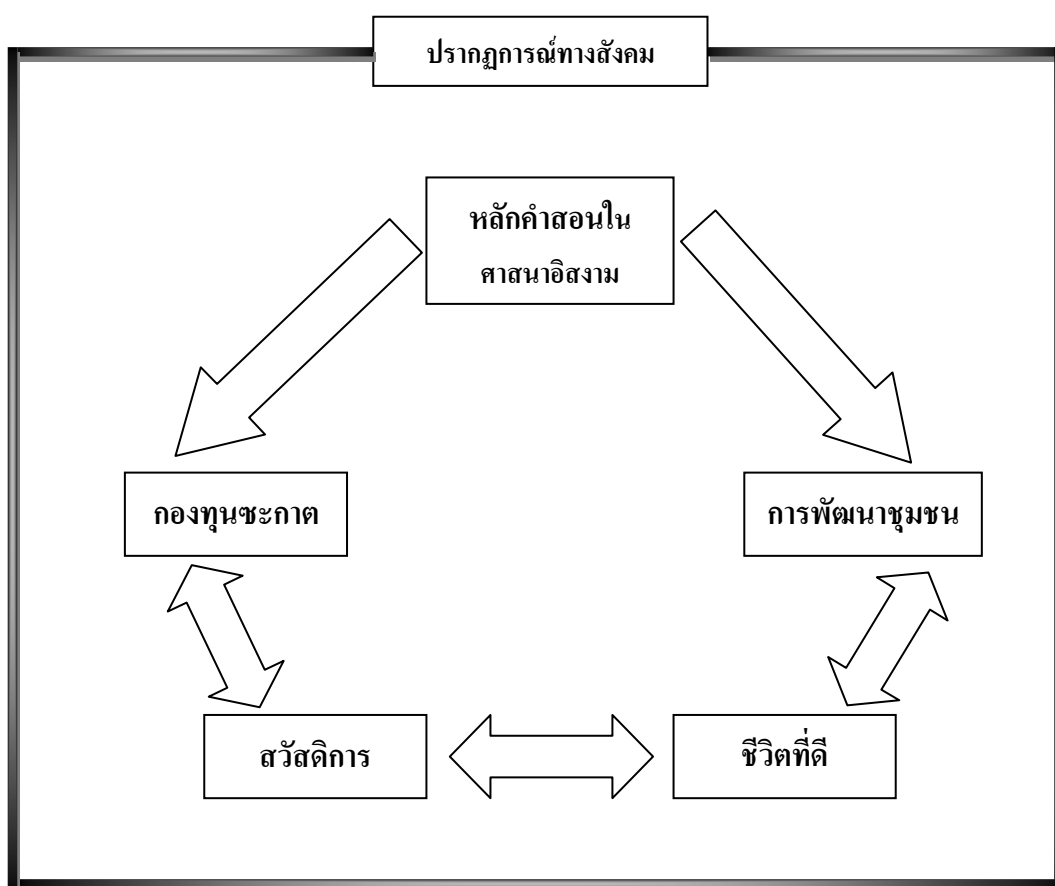 ปรากฏการณ์ทางสังคม
หลักคำสอนใน
ศาสนาอิสงาม
กองทุนซะกาต
การพัฒนาชุมชน
สวัสดิการ
ชีวิตที่ดี